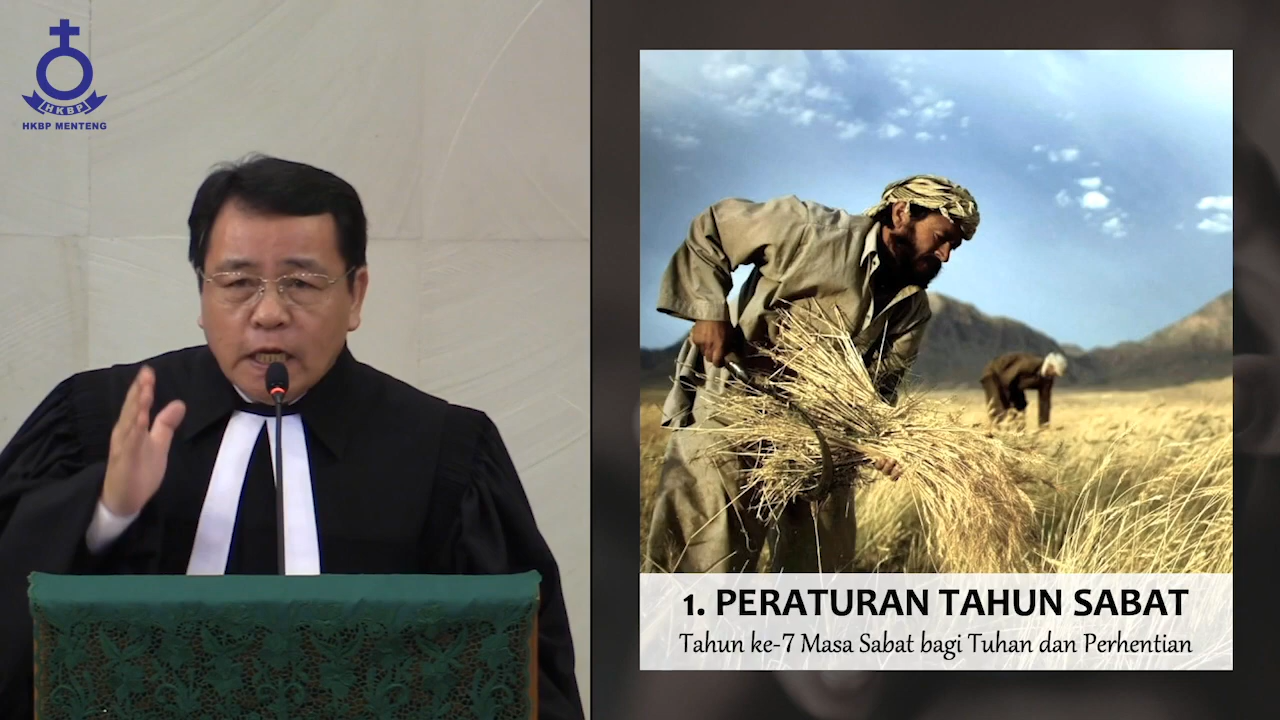 HKBP
HKBP MENTENG
1. PERATURAN TAHUN SABAT
Tahun ke-7 Masa Sabat bagi Tuhan dan Perhentian